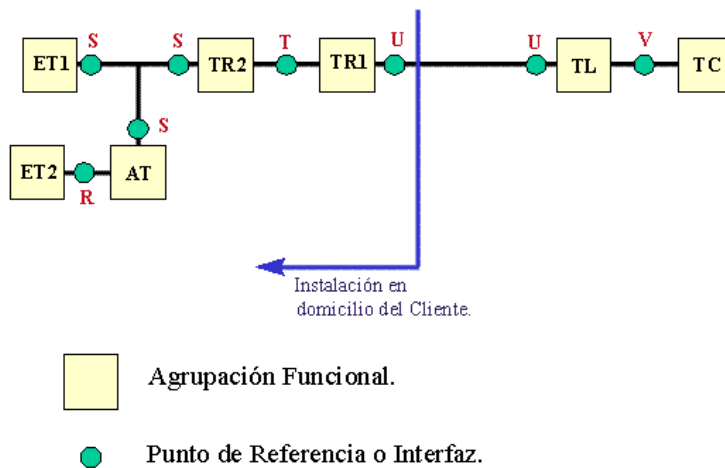 S S T U U V
ET1 TR2 TR1 TL TC
S
ET2 AT
R
Instalación en
domicilio del Cliente.
Agrupación Funcional.
Punto de Referencia o Interfaz.